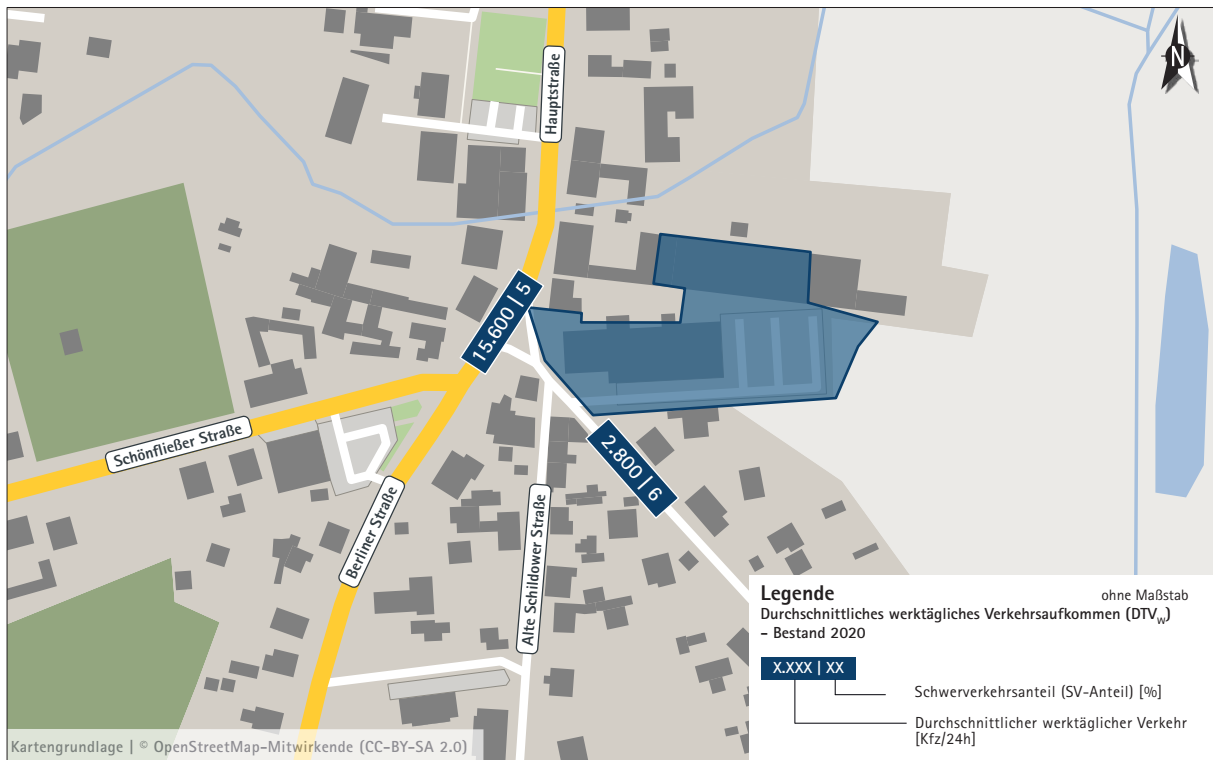 N
Hauptstraße
15.600 | 5
Schönfließer Straße
2.800 | 6
Berliner Straße
Alte Schildower Straße
Legende
ohne Maßstab
Durchschnittliches werktägliches Verkehrsaufkommen (DTVw)
– Bestand 2020
X.XXX | XX
Schwerverkehrsanteil (SV-Anteil) [%]
Durchschnittlicher werktäglicher Verkehr
[Kfz/24h]
Kartengrundlage | © OpenStreetMap-Mitwirkende (CC-BY-SA 2.0)